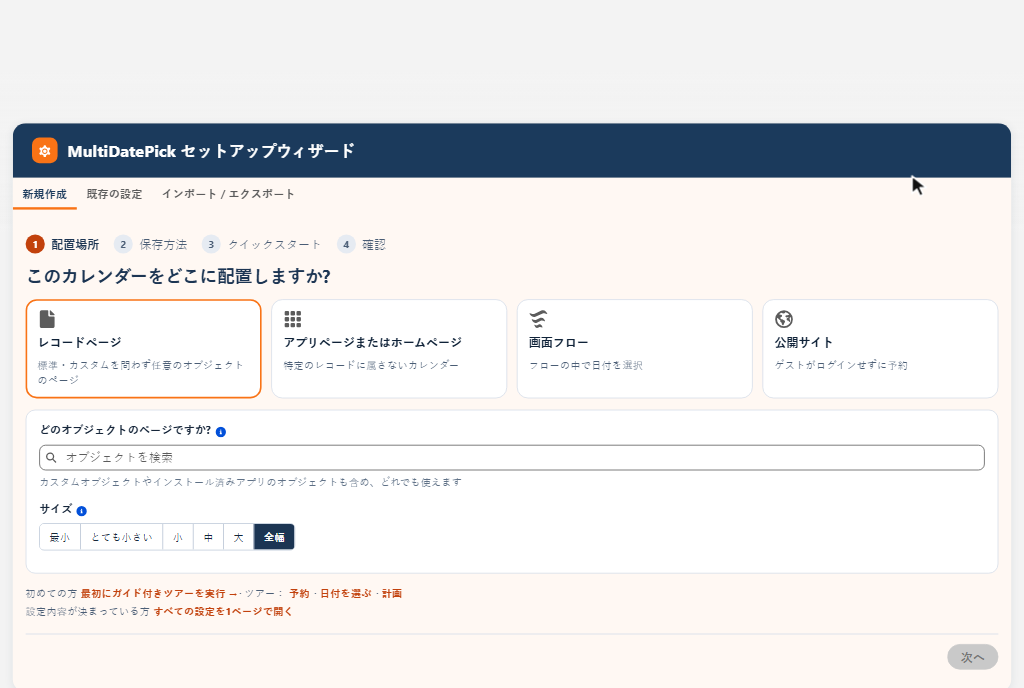 MultiDatePick セットアップウィザード
新規作成 既存の設定 インポート / エクスポート
1 配置場所 2 保存方法 3 クイックスタート 4 確認
このカレンダーをどこに配置しますか?
レコードページ
標準・カスタムを問わず任意のオブジェクト
のページ
アプリページまたはホームページ
特定のレコードに属さないカレンダー
画面フロー
フローの中で日付を選択
公開サイト
ゲストがログインせずに予約
どのオブジェクトのページですか?
オブジェクトを検索
カスタムオブジェクトやインストール済みアプリのオブジェクトも含め、どれでも使えます
サイズ
最小 とても小さい 小 中 大 全幅
初めての方 最初にガイド付きツアーを実行 → · ツアー： 予約 · 日付を選ぶ · 計画
設定内容が決まっている方 すべての設定を1ページで開く
次へ